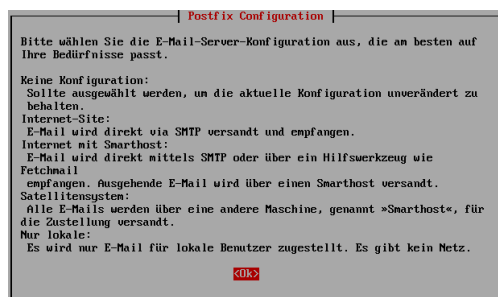 Postfix Configuration
Bitte wählen Sie die E-Mail-Server-Konfiguration aus, die am besten auf
Ihre Bedürfnisse passt.
Keine Konfiguration:
Sollte ausgewählt werden, um die aktuelle Konfiguration unverändert zu
behalten.
Internet-Site:
E-Mail wird direkt via SMTP versandt und empfangen.
Internet mit Smarthost:
E-Mail wird direkt mittels SMTP oder über ein Hilfswerkzeug wie
Fetchmail
empfangen. Ausgehende E-Mail wird über einen Smarthost versandt.
Satellitensystem:
Alle E-Mails werden über eine andere Maschine, genannt »Smarthost«, für
die Zustellung versandt.
Nur lokale:
Es wird nur E-Mail für lokale Benutzer zugestellt. Es gibt kein Netz.
<Ok>